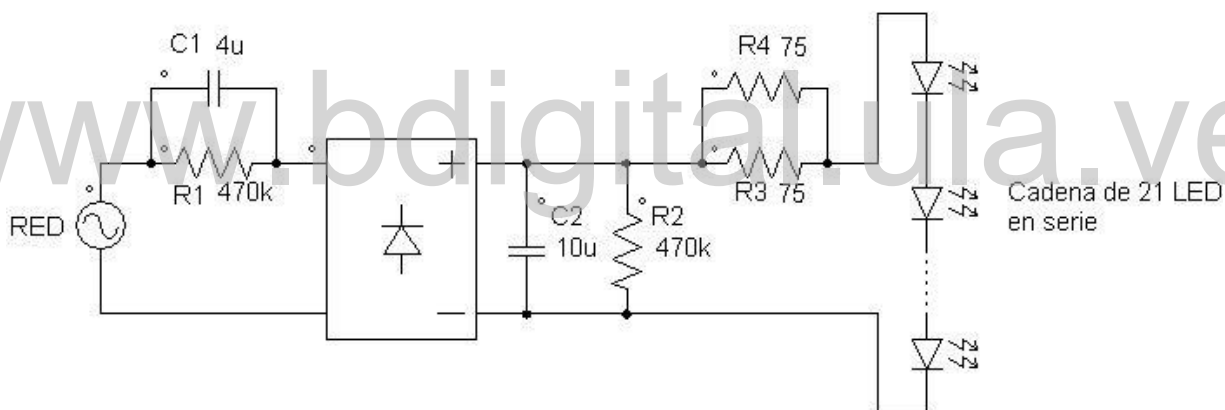 C1 4u
R4 75
www.bdigital.ula.ve
R1 470k
R3 75
RED
C2
10u
R2
470k
Cadena de 21 LED
en serie